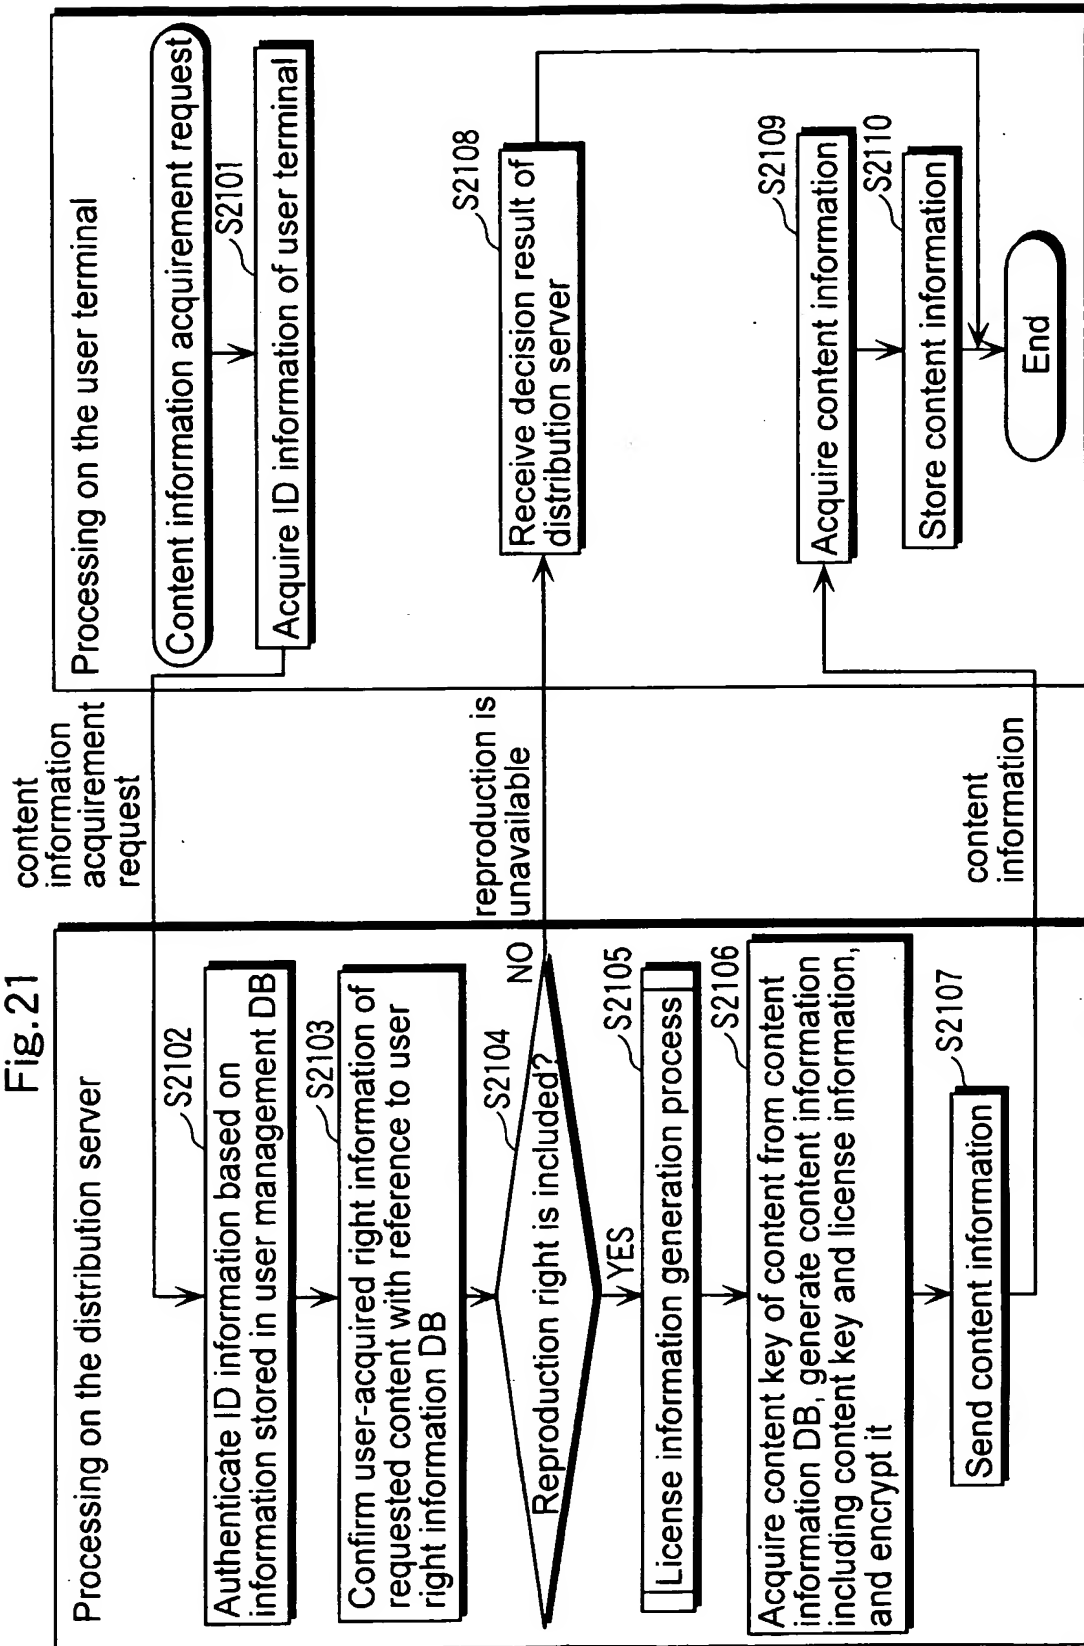 Fig.21
Processing on the distribution server
S2102
Authenticate ID information based on
information stored in user management DB
S2103
Confirm user-acquired right information of
requested content with reference to user
right information DB
S2104
Reproduction right is included?
NO
YES
S2105
License information generation process
S2106
Acquire content key of content from content
information DB, generate content information
including content key and license information,
and encrypt it
S2107
Send content information
content
information
acquirement
request
reproduction is
unavailable
content
information
Processing on the user terminal
Content information acquirement request
S2101
Acquire ID information of user terminal
S2108
Receive decision result of
distribution server
S2109
Acquire content information
S2110
Store content information
End